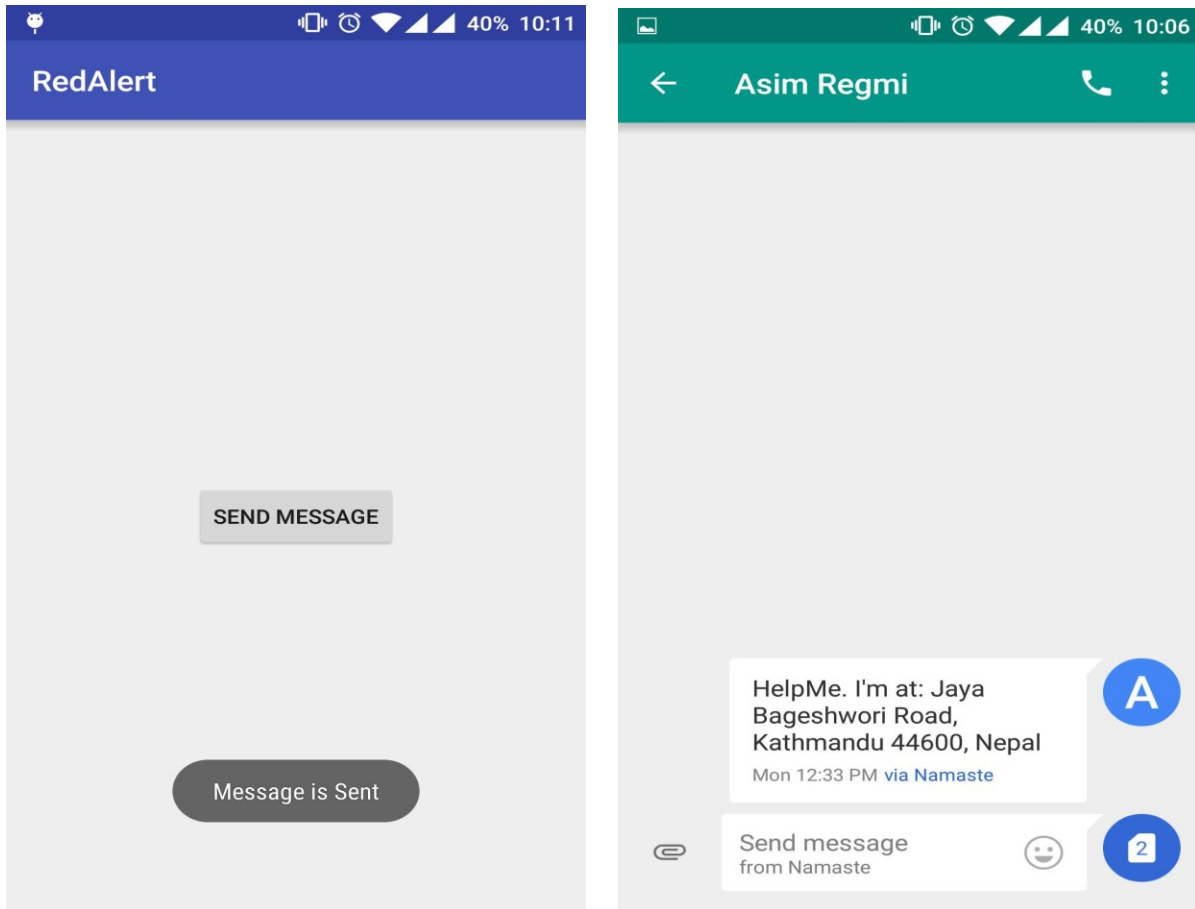 40% 10:11
RedAlert
SEND MESSAGE
Message is Sent
40% 10:06
Asim Regmi
HelpMe. I'm at: Jaya
Bageshwori Road,
Kathmandu 44600, Nepal
Mon 12:33 PM via Namaste
A
Send message
from Namaste
2